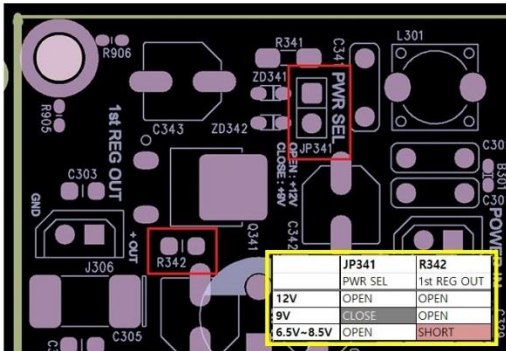 R906
R341
C341
L301
ZD341
PWR SEL
R905
1st REG OUT
C343
ZD342
JP341
OPEN : +12V
CLOSE : +9V
C303
GND
+ OUT
Q341
C342
POWER IN
R342
J306
C305
JP341 R342
PWR SEL 1st REG OUT
12V OPEN OPEN
9V CLOSE OPEN
6.5V~8.5V OPEN SHORT